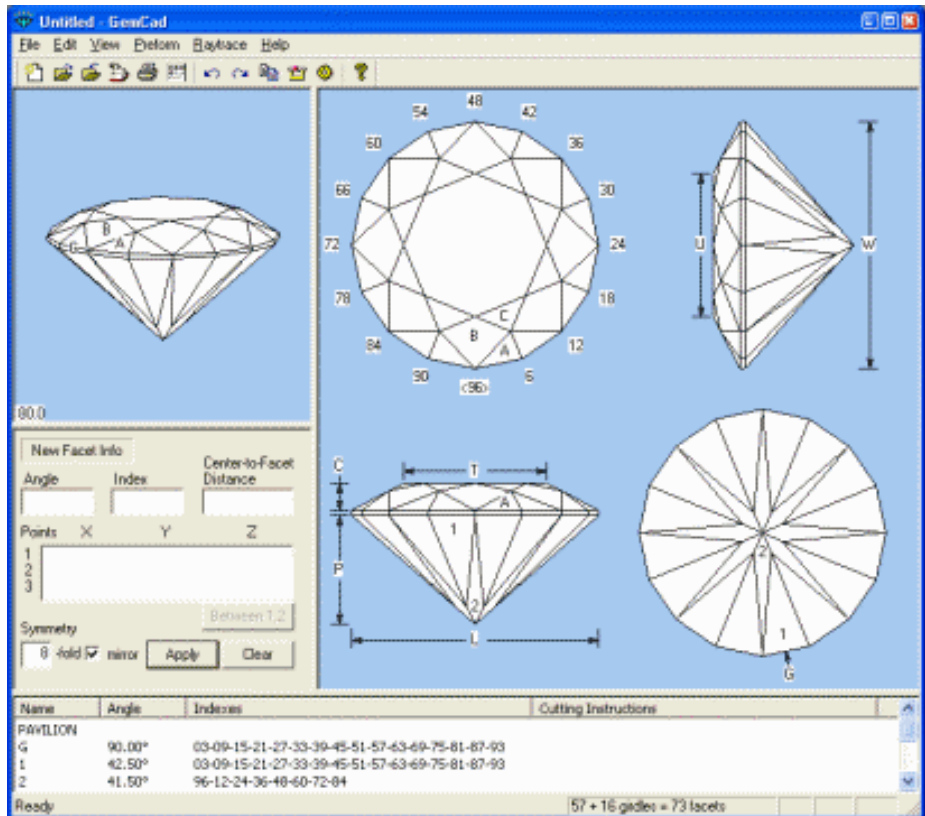 Untitled - GemCad
File Edit View Preform Raytrace Help
B
A
G
80.0
48
54 42
60 36
66 30
72 24
78 18
84 12
90 6
<96>
C
B
A
U
W
New Facet Info
Angle Index Center-to-Facet Distance
Points X Y Z
1
2
3
Between 1,2
Symmetry
8 -fold mirror Apply Clear
C
T
A
1
P
2
L
2
1
G
Name Angle Indexes Cutting Instructions
PAVILION
G 90.00° 03-09-15-21-27-33-39-45-51-57-63-69-75-81-87-93
1 42.50° 03-09-15-21-27-33-39-45-51-57-63-69-75-81-87-93
2 41.50° 96-12-24-36-48-60-72-84
Ready 57 + 16 girdles = 73 facets